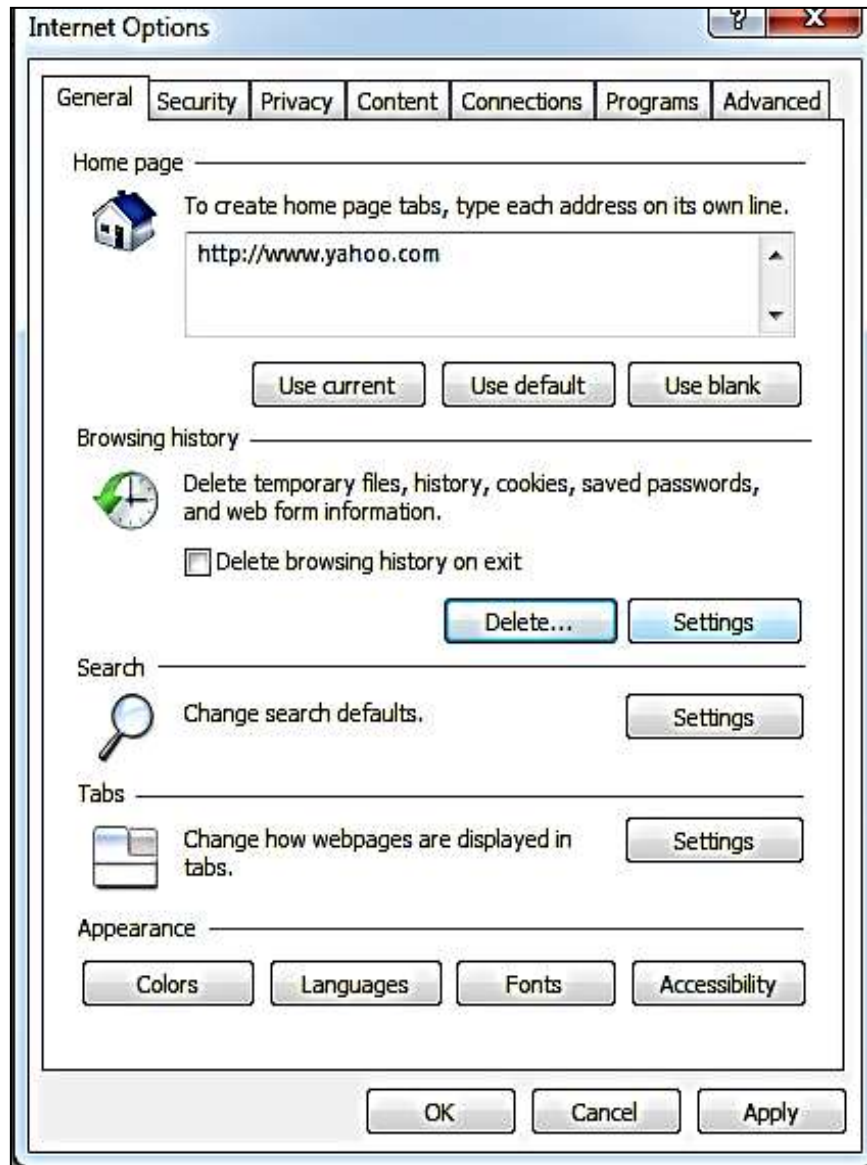 Internet Options
?
X
General Security Privacy Content Connections Programs Advanced
Home page
To create home page tabs, type each address on its own line.
http://www.yahoo.com
Use current Use default Use blank
Browsing history
Delete temporary files, history, cookies, saved passwords,
and web form information.
Delete browsing history on exit
Delete... Settings
Search
Change search defaults. Settings
Tabs
Change how webpages are displayed in Settings
tabs.
Appearance
Colors Languages Fonts Accessibility
OK Cancel Apply